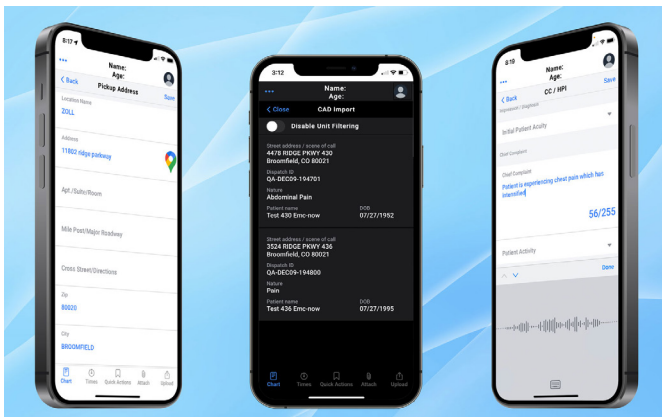 8:17
Name:
Age:
Back
Pickup Address
Save
Location Name
ZOLL
Address
11802 ridge parkway
Apt./Suite/Room
Mile Post/Major Roadway
Cross Street/Directions
Zip
80020
City
BROOMFIELD
Chart
Times
Quick Actions
Attach
Upload
3:12
Name:
Age:
Close
CAD Import
Disable Unit Filtering
Street address / scene of call
4478 RIDGE PKWY 430
Broomfield, CO 80021
Dispatch ID
QA-DEC09-194701
Nature
Abdominal Pain
Patient name DOB
Test 430 Emc-now 07/27/1952
Street address / scene of call
3524 RIDGE PKWY 436
Broomfield, CO 80021
Dispatch ID
QA-DEC09-194800
Nature
Pain
Patient name DOB
Test 436 Emc-now 07/27/1995
Chart
Times
Quick Actions
Attach
Upload
8:19
Name:
Age:
Back
CC / HPI
Save
Impression / Diagnosis
Initial Patient Acuity
Chief Complaint
Chief Complaint
Patient is experiencing chest pain which has
intensified
56/255
Patient Activity
Done